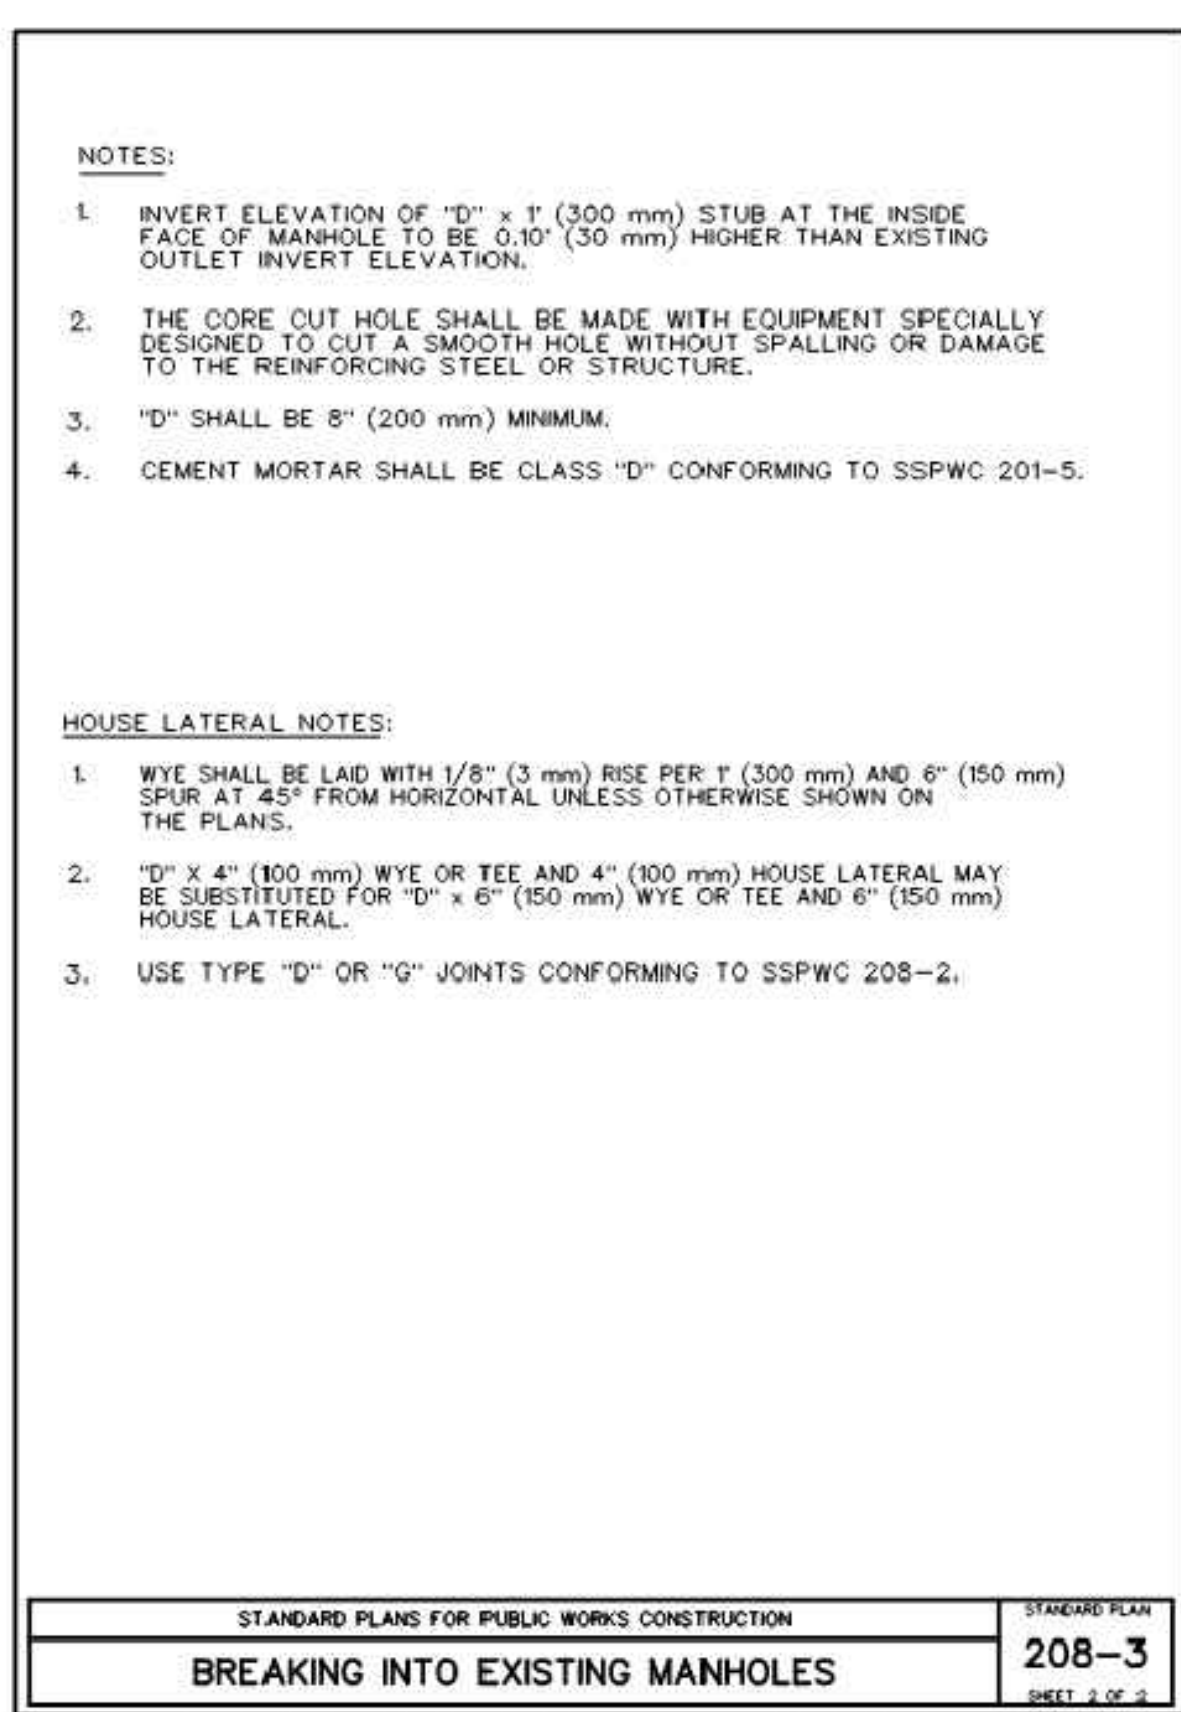 NOTES:
1. INVERT ELEVATION OF "D" x 1' (300 mm) STUB AT THE INSIDE
FACE OF MANHOLE TO BE 0.10' (30 mm) HIGHER THAN EXISTING
OUTLET INVERT ELEVATION.
2. THE CORE CUT HOLE SHALL BE MADE WITH EQUIPMENT SPECIALLY
DESIGNED TO CUT A SMOOTH HOLE WITHOUT SPALLING OR DAMAGE
TO THE REINFORCING STEEL OR STRUCTURE.
3. "D" SHALL BE 8" (200 mm) MINIMUM.
4. CEMENT MORTAR SHALL BE CLASS "D" CONFORMING TO SSPWC 201-5.
HOUSE LATERAL NOTES:
1. WYE SHALL BE LAID WITH 1/8" (3 mm) RISE PER 1' (300 mm) AND 6" (150 mm)
SPUR AT 45° FROM HORIZONTAL UNLESS OTHERWISE SHOWN ON
THE PLANS.
2. "D" X 4" (100 mm) WYE OR TEE AND 4" (100 mm) HOUSE LATERAL MAY
BE SUBSTITUTED FOR "D" x 6" (150 mm) WYE OR TEE AND 6" (150 mm)
HOUSE LATERAL.
3. USE TYPE "D" OR "G" JOINTS CONFORMING TO SSPWC 208-2.
STANDARD PLANS FOR PUBLIC WORKS CONSTRUCTION
BREAKING INTO EXISTING MANHOLES
STANDARD PLAN
208-3
SHEET 2 OF 2